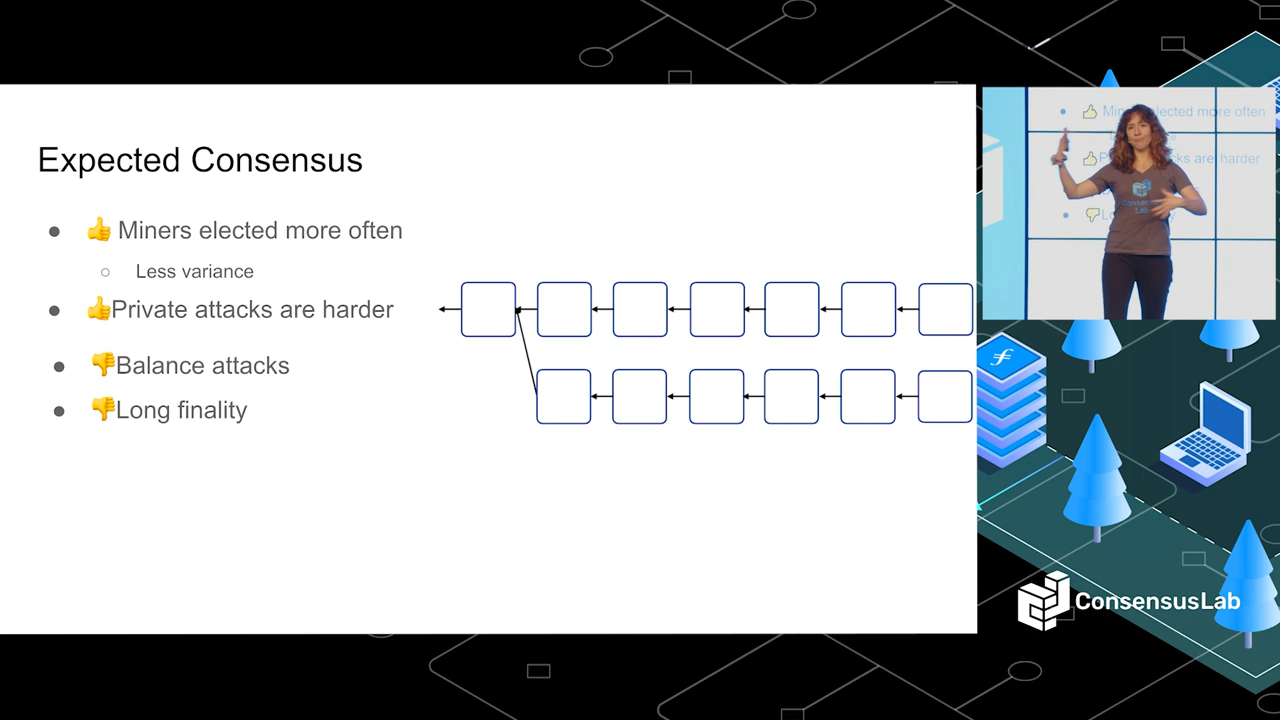 Expected Consensus
● 👍 Miners elected more often
○ Less variance
● 👍Private attacks are harder
● 👎Balance attacks
● 👎Long finality
ConsensusLab